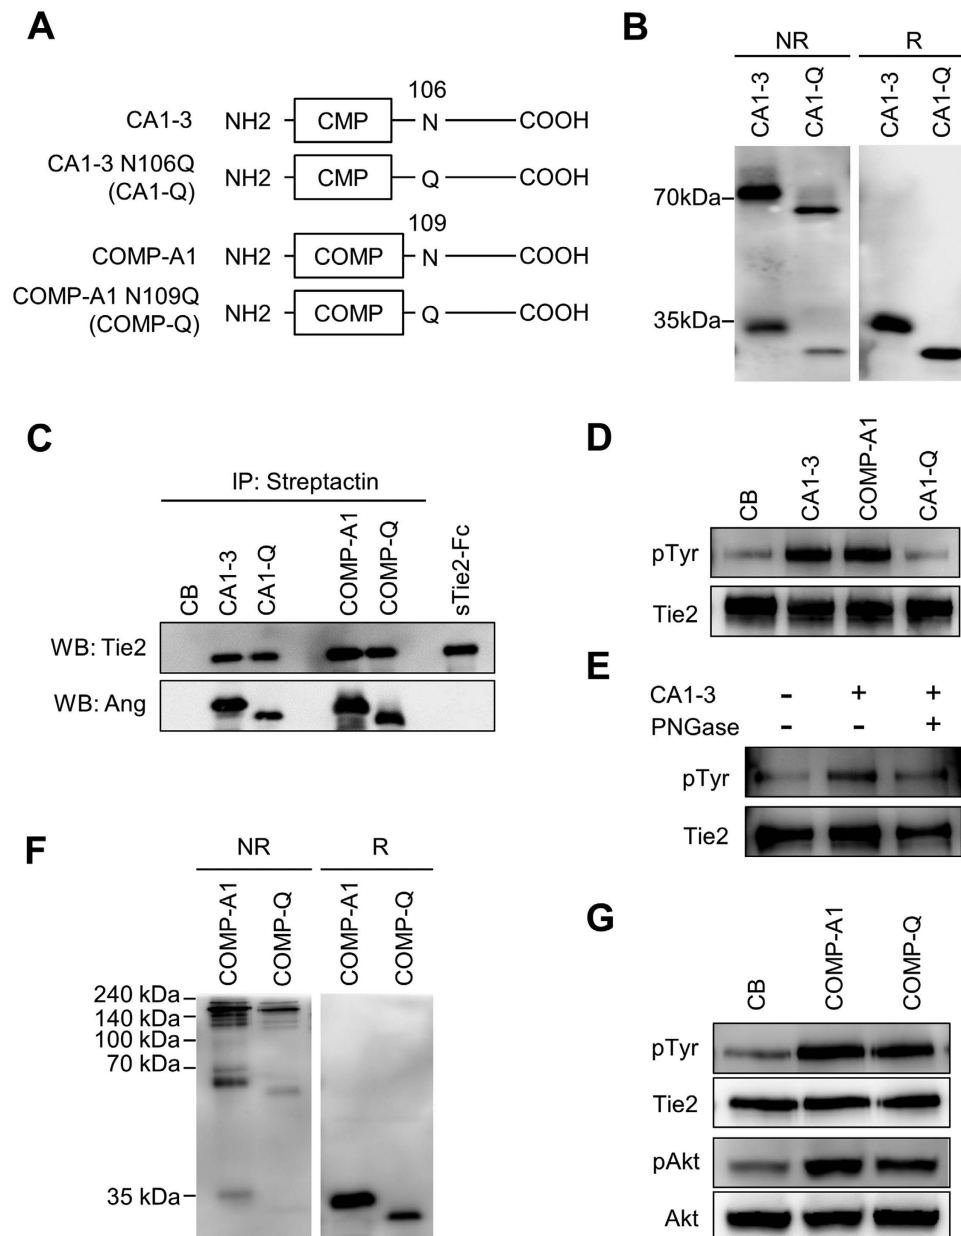 A
106
CA1-3 NH2 CMP N COOH
CA1-3 N106Q
(CA1-Q) NH2 CMP Q COOH
109
COMP-A1 NH2 COMP N COOH
COMP-A1 N109Q
(COMP-Q) NH2 COMP Q COOH
B
NR R
CA1-3 CA1-Q CA1-3 CA1-Q
70kDa
35kDa
C
IP: Streptactin
CB CA1-3 CA1-Q COMP-A1 COMP-Q sTie2-Fc
WB: Tie2
WB: Ang
D
CB CA1-3 COMP-A1 CA1-Q
pTyr
Tie2
E
CA1-3 - + +
PNGase - - +
pTyr
Tie2
F
NR R
COMP-A1 COMP-Q COMP-A1 COMP-Q
240 kDa
140 kDa
100 kDa
70 kDa
35 kDa
G
CB COMP-A1 COMP-Q
pTyr
Tie2
pAkt
Akt